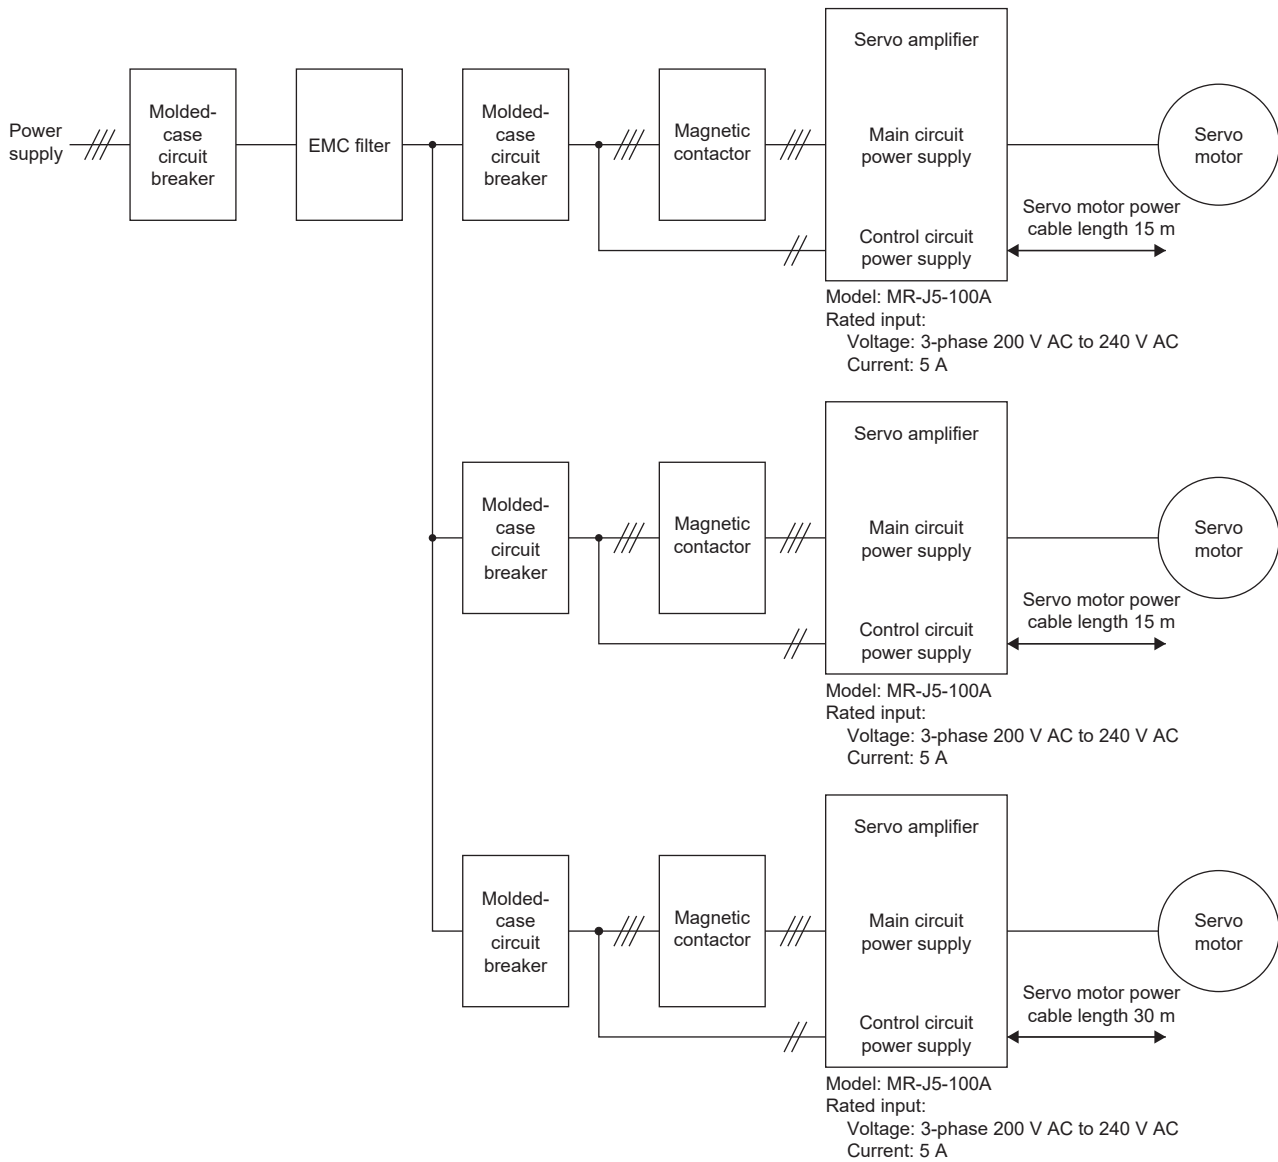 Power
supply
Molded-
case
circuit
breaker
EMC filter
Molded-
case
circuit
breaker
Magnetic
contactor
Servo amplifier
Main circuit
power supply
Control circuit
power supply
Servo
motor
Servo motor power
cable length 15 m
Model: MR-J5-100A
Rated input:
Voltage: 3-phase 200 V AC to 240 V AC
Current: 5 A
Molded-
case
circuit
breaker
Magnetic
contactor
Servo amplifier
Main circuit
power supply
Control circuit
power supply
Servo
motor
Servo motor power
cable length 15 m
Model: MR-J5-100A
Rated input:
Voltage: 3-phase 200 V AC to 240 V AC
Current: 5 A
Molded-
case
circuit
breaker
Magnetic
contactor
Servo amplifier
Main circuit
power supply
Control circuit
power supply
Servo
motor
Servo motor power
cable length 30 m
Model: MR-J5-100A
Rated input:
Voltage: 3-phase 200 V AC to 240 V AC
Current: 5 A